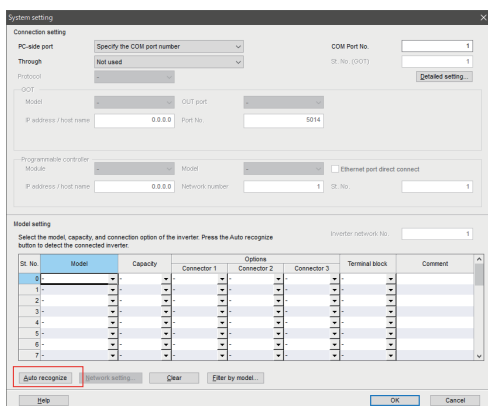 System setting
Connection setting
PC-side port Specify the COM port number COM Port No. 1
Through Not used St. No. (GOT) 1
Protocol - Detailed setting...
GOT
Model - OUT port -
IP address / host name 0.0.0.0 Port No. 5014
Programmable controller
Module - Model - Ethernet port direct connect
IP address / host name 0.0.0.0 Network number 1 St. No. 1
Model setting
Select the model, capacity, and connection option of the inverter. Press the Auto recognize Inverter network No. 1
button to detect the connected inverter.
St. No. Model Capacity Options Terminal block Comment
Connector 1 Connector 2 Connector 3
0 - - - - - -
1 - - - - - -
2 - - - - - -
3 - - - - - -
4 - - - - - -
5 - - - - - -
6 - - - - - -
7 - - - - - -
Auto recognize Network setting... Clear Filter by model...
Help OK Cancel